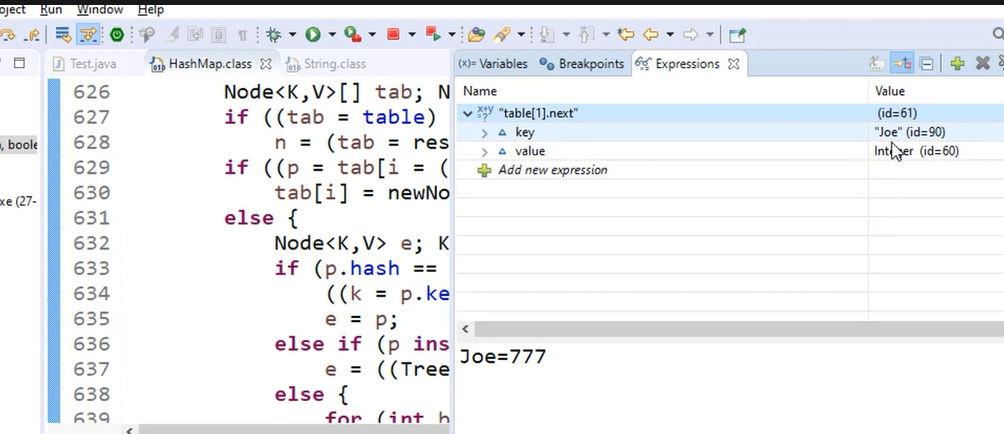 oject Run Window Help
Test.java HashMap.class String.class
(x)= Variables Breakpoints Expressions
Name Value
x+y =? "table[1].next" (id=61)
key "Joe" (id=90)
value Integer (id=60)
Add new expression
n, boole
xe (27-
626 Node<K,V>[] tab; N
627 if ((tab = table)
628 n = (tab = res
629 if ((p = tab[i = (
630 tab[i] = newNo
631 else {
632 Node<K,V> e; K
633 if (p.hash ==
634 ((k = p.ke
635 e = p;
636 else if (p ins
637 e = ((Tree
638 else {
639 for (int b
Joe=777